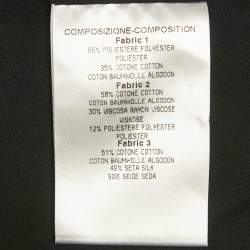 COMPOSIZIONE-COMPOSITION
Fabric 1
65% POLIESTERE POLYESTER
POLIESTER
35% COTONE COTTON
COTON BAUMWOLLE ALGODON
Fabric 2
58% COTONE COTTON
COTON BAUMWOLLE ALGODON
30% VISCOSA RAYON VISCOSE
VISKOSE
12% POLIESTERE POLYESTER
POLIESTER
Fabric 3
51% COTONE COTTON
COTON BAUMWOLLE ALGODON
49% SETA SILK
SOIE SEIDE SEDA